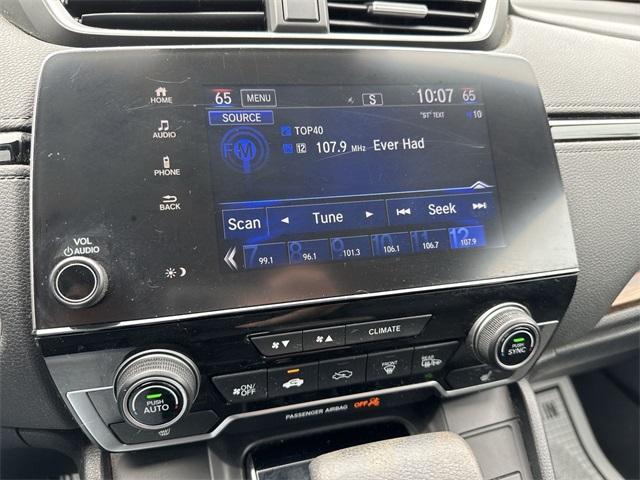 65 MENU S 10:07 65
SOURCE "ST" TEXT 10
HOME
TOP40
FM
12 107.9 MHz Ever Had
AUDIO
PHONE
BACK
Scan Tune Seek
7 99.1 8 96.1 9 101.3 10 106.1 11 106.7 12 107.9
VOL
AUDIO
CLIMATE
PUSH
SYNC
ON/OFF
FRONT
REAR
PUSH
AUTO
PASSENGER AIRBAG OFF